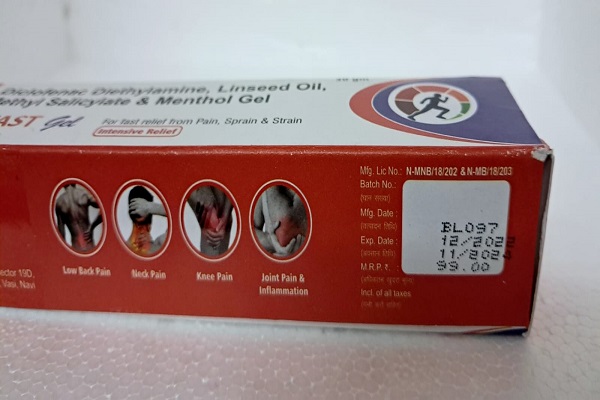 Diclofenac Diethylamine, Linseed Oil,
Methyl Salicylate & Menthol Gel
FAST Gel
For fast relief from Pain, Sprain & Strain
Intensive Relief
Low Back Pain
Neck Pain
Knee Pain
Joint Pain &
Inflammation
ector 19D,
, Vasi, Navi
Mfg. Lic No.: N-MNB/18/202 & N-MB/18/203
Batch No.: BL097
Mfg. Date : 12/2022
Exp. Date : 11/2024
M.R.P. ₹. 99.00
Incl. of all taxes